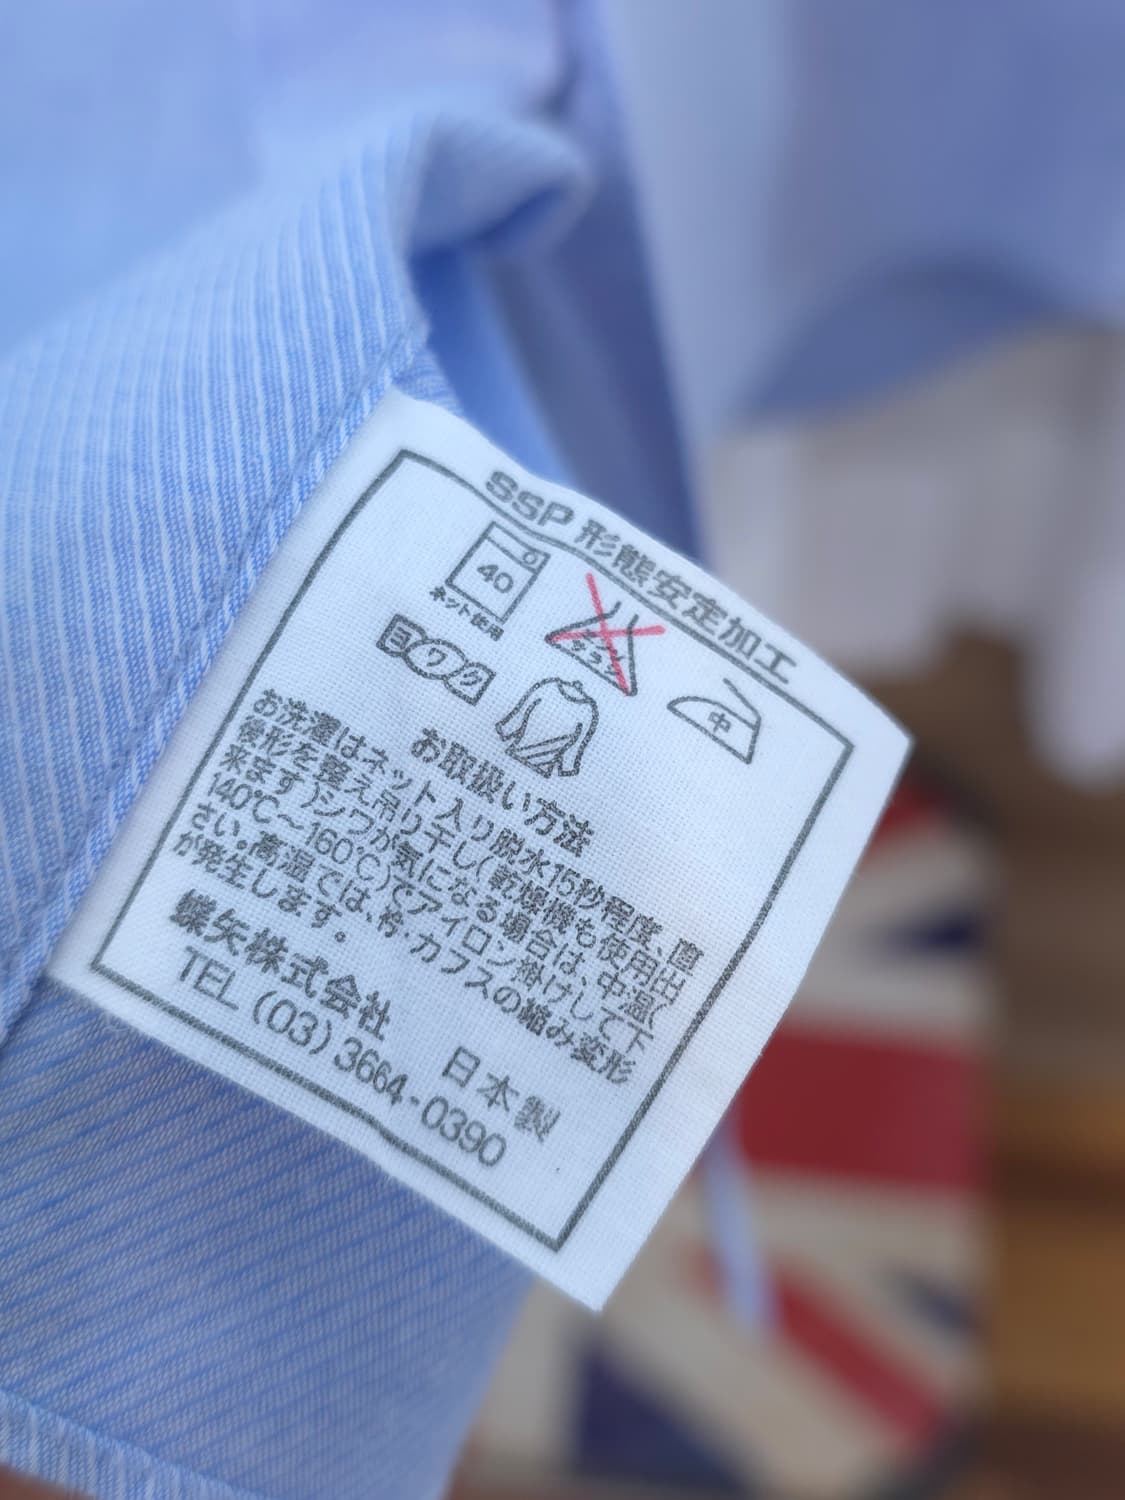 SSP 形態安定加工
40
ネット使用
エンソ
サラシ
中
ヨワク
お取扱い方法
お洗濯はネット入り脱水15秒程度、直
後形を整え吊り干し(乾燥機も使用出
来ます)シワが気になる場合は、中温(
140℃～160℃)でアイロン掛けして下
さい。高温では、衿・カフスの縮み変形
が発生します。
蝶矢株式会社 日本製
TEL (03) 3664-0390